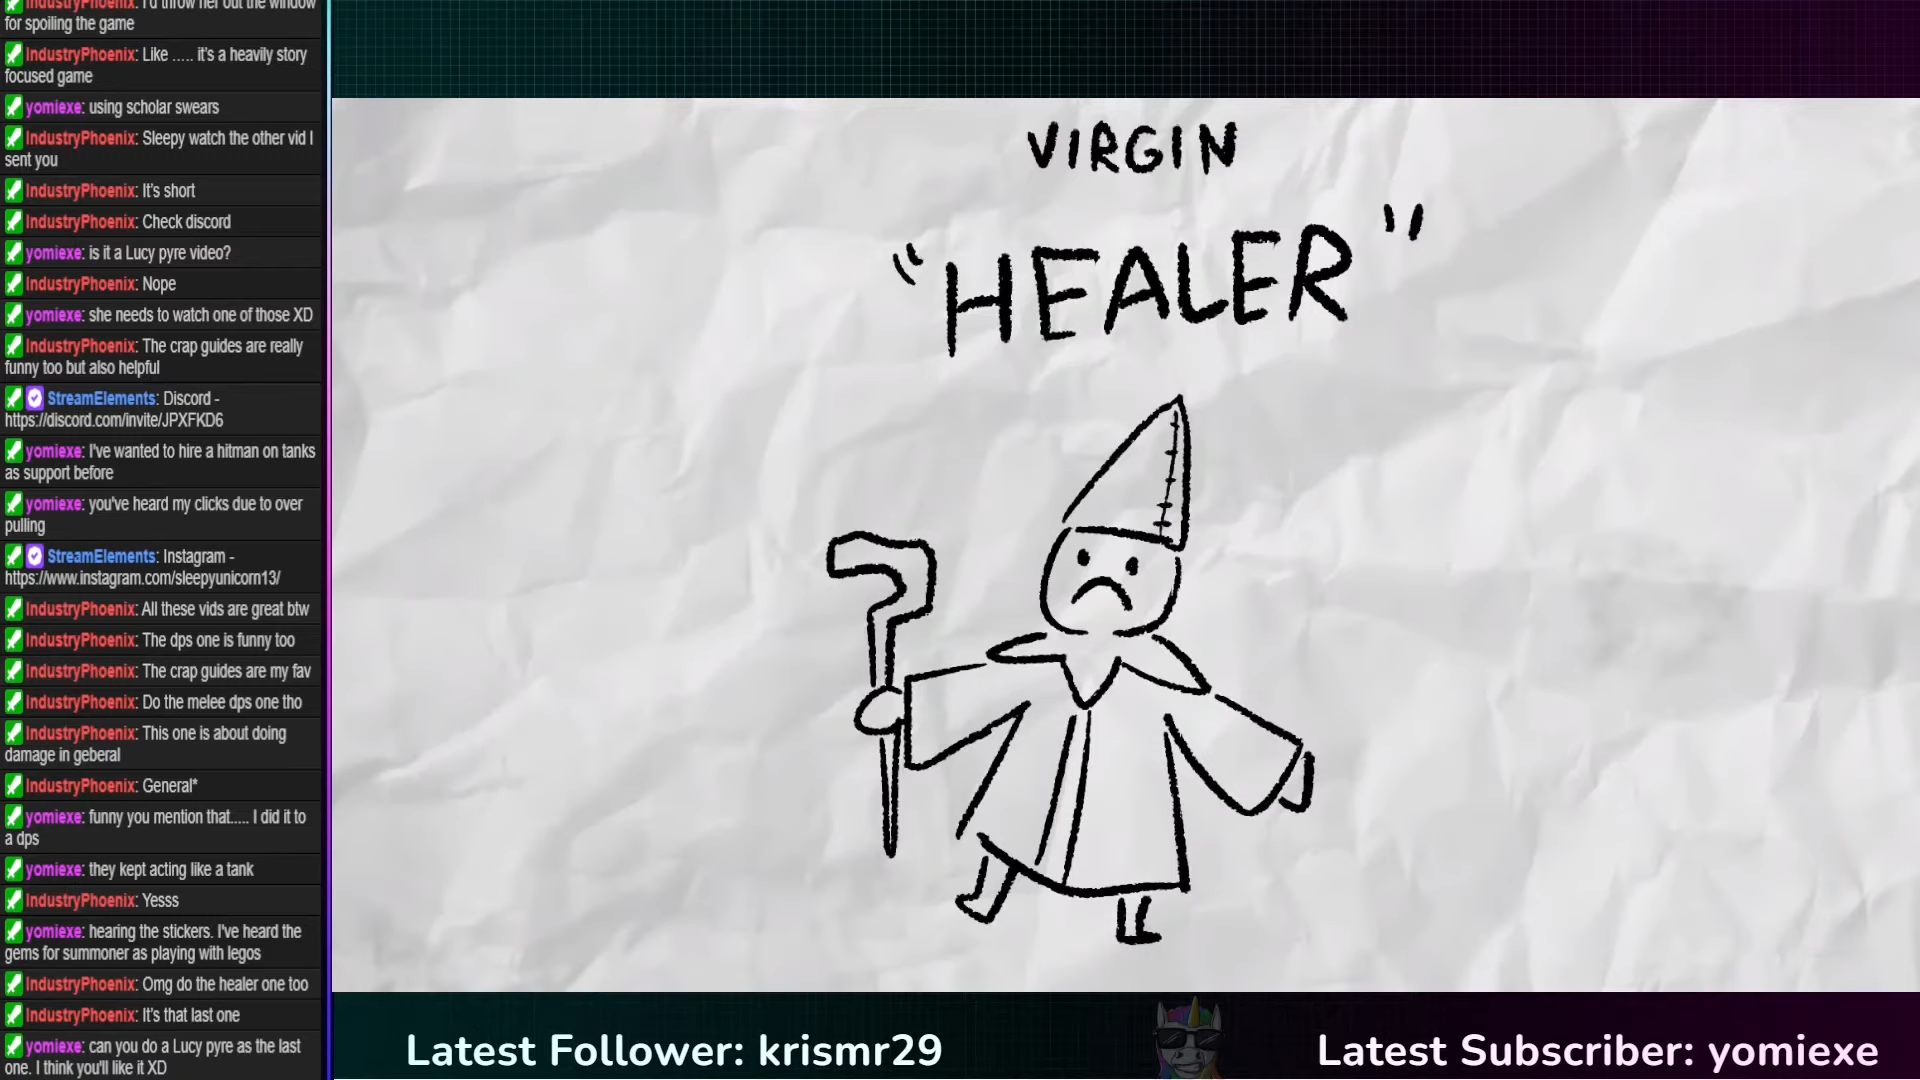 IndustryPhoenix: I'd throw her out the window
for spoiling the game
IndustryPhoenix: Like ..... it's a heavily story
focused game
yomiexe: using scholar swears
IndustryPhoenix: Sleepy watch the other vid I
sent you
IndustryPhoenix: It's short
IndustryPhoenix: Check discord
yomiexe: is it a Lucy pyre video?
IndustryPhoenix: Nope
yomiexe: she needs to watch one of those XD
IndustryPhoenix: The crap guides are really
funny too but also helpful
StreamElements: Discord -
https://discord.com/invite/JPXFKD6
yomiexe: I've wanted to hire a hitman on tanks
as support before
yomiexe: you've heard my clicks due to over
pulling
StreamElements: Instagram -
https://www.instagram.com/sleepyunicorn13/
IndustryPhoenix: All these vids are great btw
IndustryPhoenix: The dps one is funny too
IndustryPhoenix: The crap guides are my fav
IndustryPhoenix: Do the melee dps one tho
IndustryPhoenix: This one is about doing
damage in geberal
IndustryPhoenix: General*
yomiexe: funny you mention that..... I did it to
a dps
yomiexe: they kept acting like a tank
IndustryPhoenix: Yesss
yomiexe: hearing the stickers. I've heard the
gems for summoner as playing with legos
IndustryPhoenix: Omg do the healer one too
IndustryPhoenix: It's that last one
yomiexe: can you do a Lucy pyre as the last
one. I think you'll like it XD
VIRGIN
"HEALER"
Latest Follower: krismr29
Latest Subscriber: yomiexe